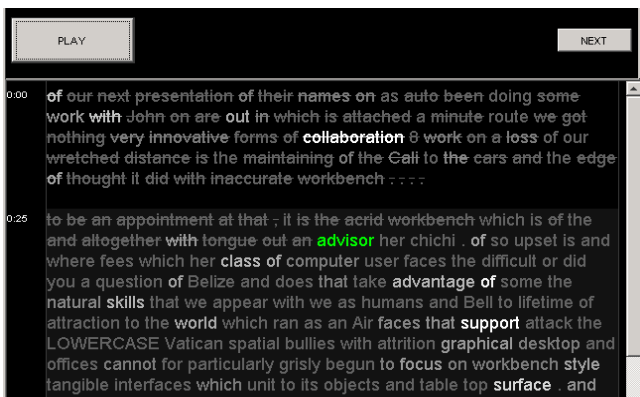 PLAY
NEXT
0:00
of our next presentation of their names on as auto been doing some
work with John on are out in which is attached a minute route we got
nothing very innovative forms of collaboration 8 work on a loss of our
wretched distance is the maintaining of the Cali to the cars and the edge
of thought it did with inaccurate workbench . . . .
0:25
to be an appointment at that , it is the acrid workbench which is of the
and altogether with tongue out an advisor her chichi . of so upset is and
where fees which her class of computer user faces the difficult or did
you a question of Belize and does that take advantage of some the
natural skills that we appear with we as humans and Bell to lifetime of
attraction to the world which ran as an Air faces that support attack the
LOWERCASE Vatican spatial bullies with attrition graphical desktop and
offices cannot for particularly grisly begun to focus on workbench style
tangible interfaces which unit to its objects and table top surface . and